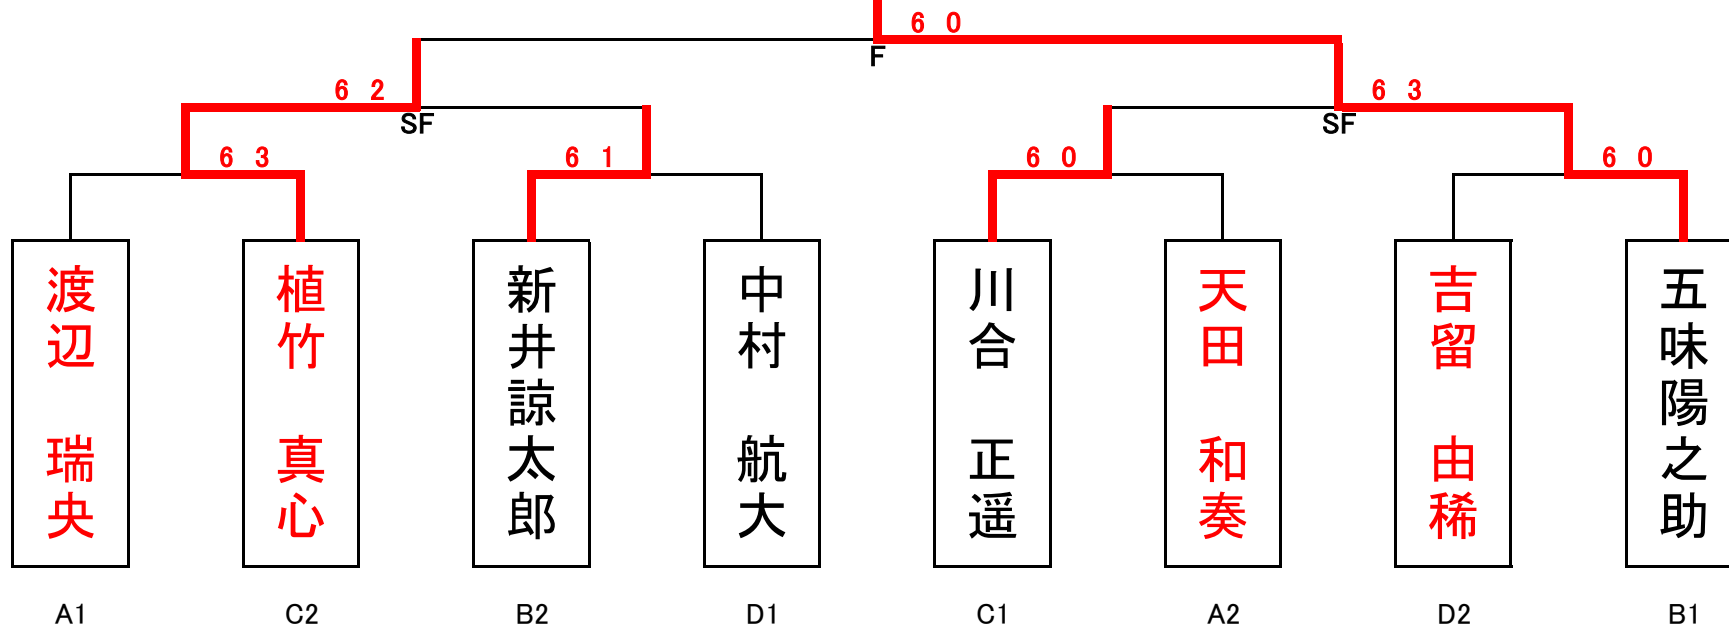 6 0
F
6 2
6 3
SF
SF
6 3
6 1
6 0
6 0
渡辺 瑞央
植竹 真心
新井諒太郎
中村 航大
川合 正遥
天田 和奏
吉留 由稀
五味陽之助
A1
C2
B2
D1
C1
A2
D2
B1